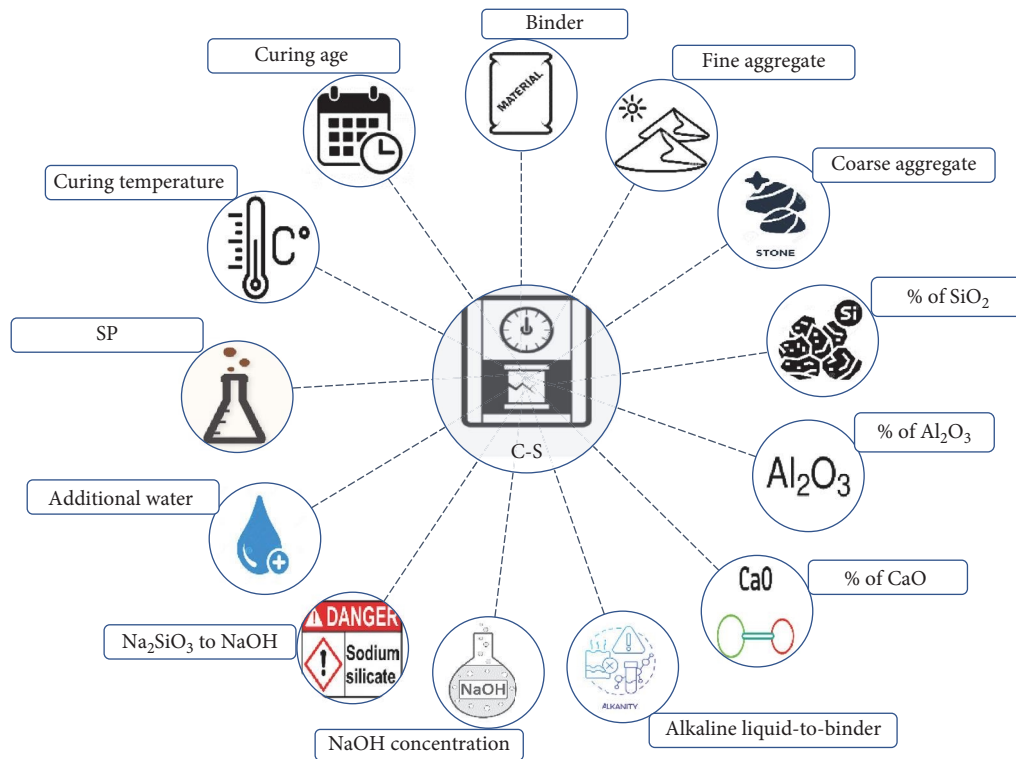 Binder
MATERIAL
Fine aggregate
Coarse aggregate
STONE
% of SiO₂
Si
% of Al₂O₃
Al₂O₃
% of CaO
CaO
Alkaline liquid-to-binder
ALKANITY
NaOH concentration
NaOH
Na₂SiO₃ to NaOH
DANGER
Sodium
silicate
Additional water
SP
Curing temperature
C°
Curing age
C-S